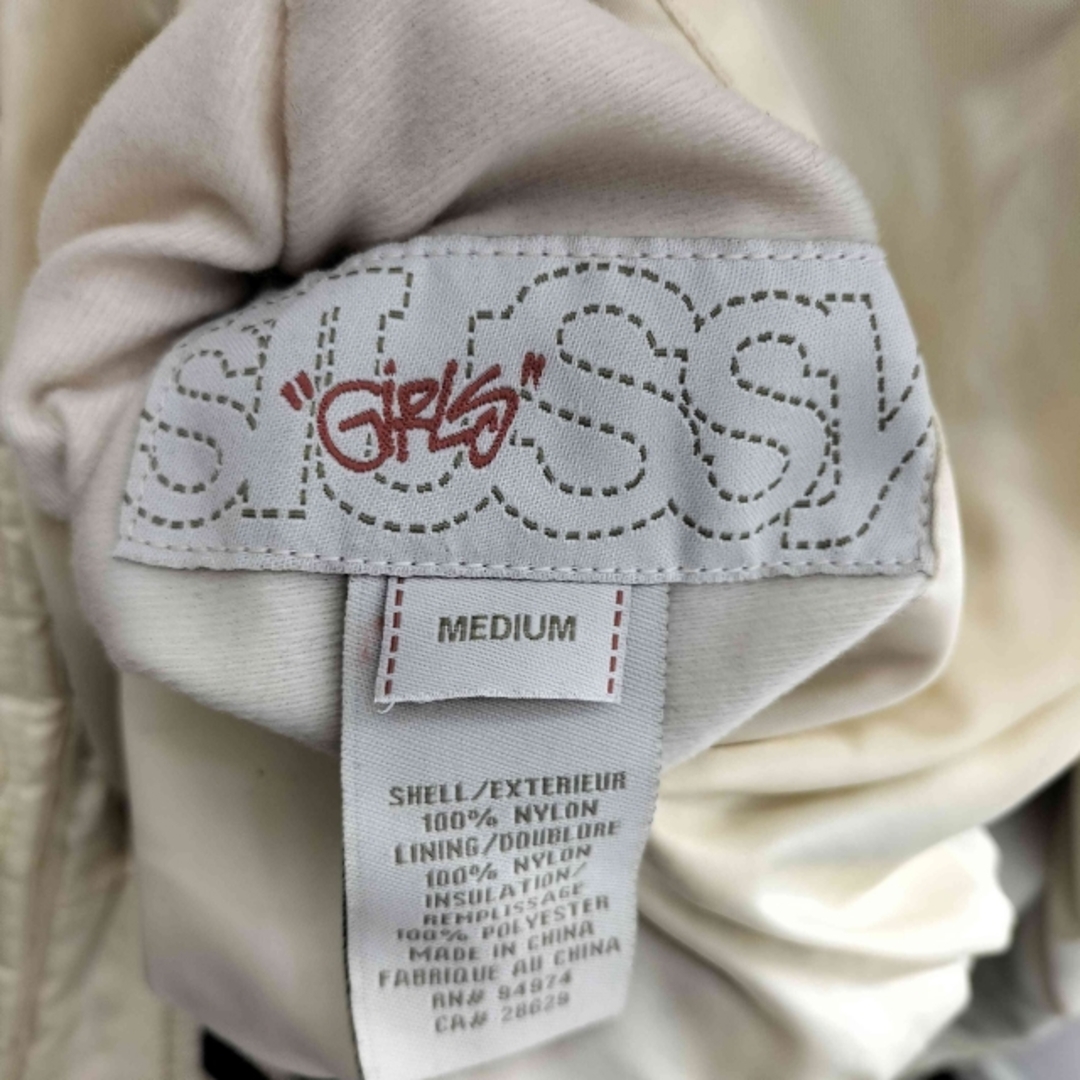 STUSSY
"GIRLS"
MEDIUM
SHELL/EXTERIEUR
100% NYLON
LINING/DOUBLURE
100% NYLON
INSULATION/
REMPLISSAGE
100% POLYESTER
MADE IN CHINA
FABRIQUE AU CHINA
RN# 94974
CA# 28629